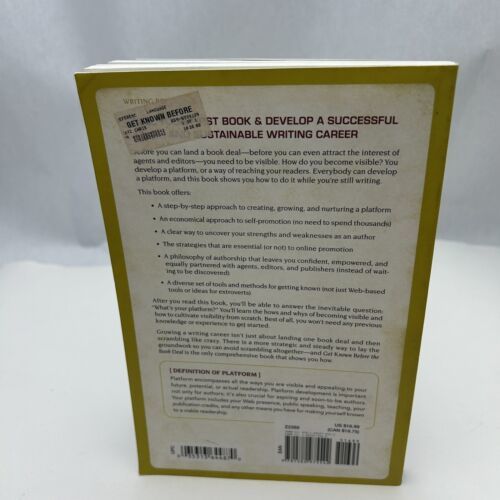 WRITING
LANGUAGE
GET KNOWN BEFORE
ST BOOK & DEVELOP A SUCCESSFUL
SUSTAINABLE WRITING CAREER
Before you can land a book deal—before you can even attract the interest of
agents and editors—you need to be visible. How do you become visible? You
develop a platform, or a way of reaching your readers. Everybody can develop
a platform, and this book shows you how to do it while you're still writing.
This book offers:
• A step-by-step approach to creating, growing, and nurturing a platform
• An economical approach to self-promotion (no need to spend thousands)
• A clear way to uncover your strengths and weaknesses as an author
• The strategies that are essential (or not) to online promotion
• A philosophy of authorship that leaves you confident, empowered, and
equally partnered with agents, editors, and publishers (instead of wait-
ing to be discovered)
• A diverse set of tools and methods for getting known (not just Web-based
tools or ideas for extroverts)
After you read this book, you'll be able to answer the inevitable question:
"What's your platform?" You'll learn the hows and whys of becoming visible and
how to cultivate visibility from scratch. Best of all, you won't need any previous
knowledge or experience to get started.
Growing a writing career isn't just about landing one book deal and then
scrambling like crazy. There is a more strategic and steady way to lay the
groundwork so you can avoid scrambling altogether—and Get Known Before the
Book Deal is the only comprehensive book that shows you how.
[ DEFINITION OF PLATFORM ]
Platform encompasses all the ways you are visible and appealing to your
future, potential, or actual readership. Platform development is important
not only for authors; it's also crucial for aspiring and soon-to-be authors.
Your platform includes your Web presence, public speaking, teaching, your
publication credits, and any other means you have for making yourself known
to a viable readership.
US $16.99
(CAN $18.75)
UPC
EAN